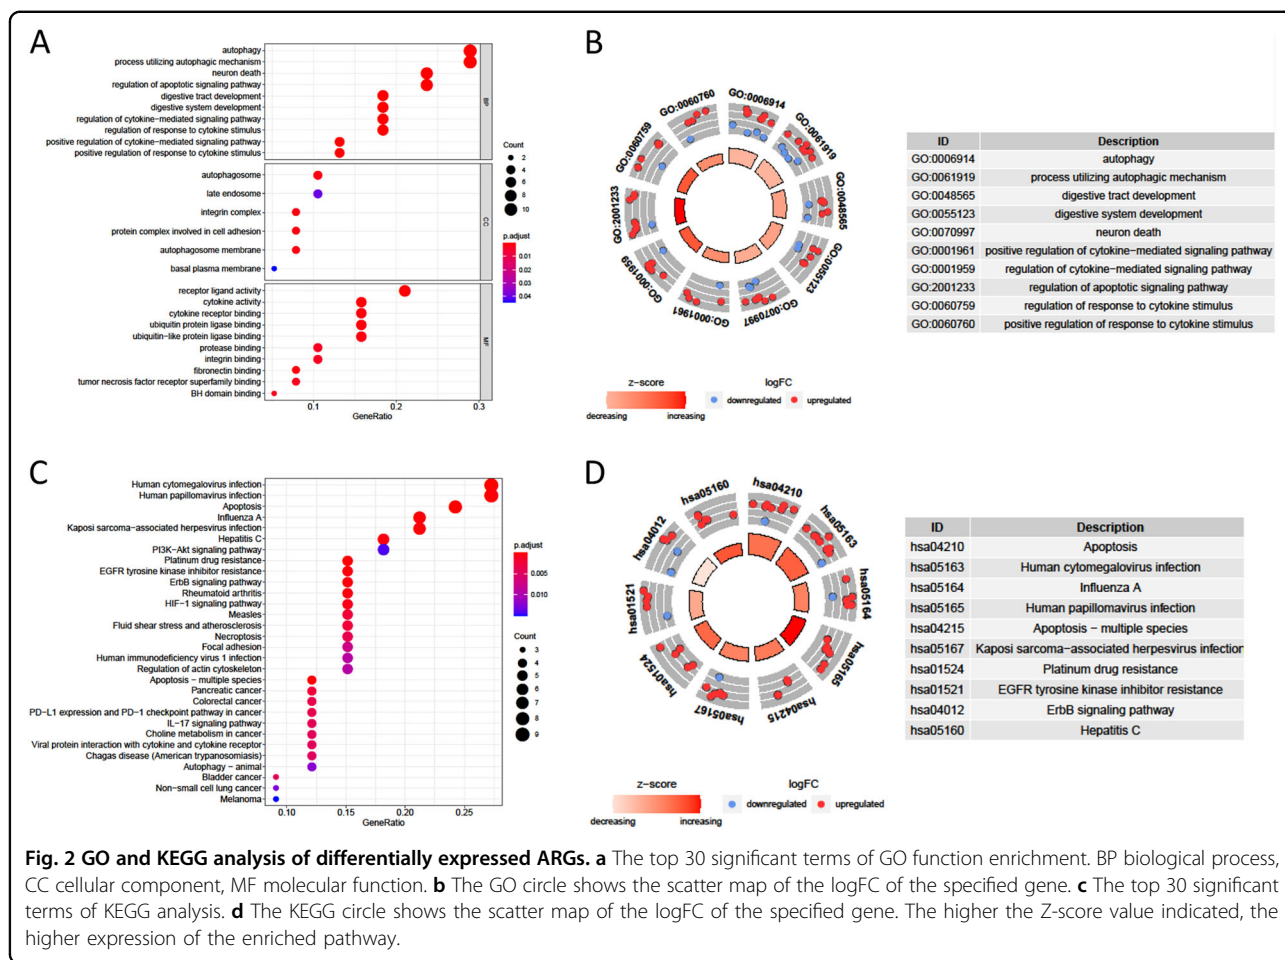 A
autophagy
process utilizing autophagic mechanism
neuron death
regulation of apoptotic signaling pathway
digestive tract development
digestive system development
regulation of cytokine-mediated signaling pathway
regulation of response to cytokine stimulus
positive regulation of cytokine-mediated signaling pathway
positive regulation of response to cytokine stimulus
BP
autophagosome
late endosome
integrin complex
protein complex involved in cell adhesion
autophagosome membrane
basal plasma membrane
CC
receptor ligand activity
cytokine activity
cytokine receptor binding
ubiquitin protein ligase binding
ubiquitin-like protein ligase binding
protease binding
integrin binding
fibronectin binding
tumor necrosis factor receptor superfamily binding
BH domain binding
MF
0.1 0.2 0.3
GeneRatio
Count
2
4
6
8
10
p.adjust
0.01
0.02
0.03
0.04
B
GO:0006914
GO:0061919
GO:0048565
GO:0055123
GO:0070997
GO:0001961
GO:0001959
GO:2001233
GO:0060759
GO:0060760
z-score
decreasing increasing
logFC
downregulated upregulated
ID Description
GO:0006914 autophagy
GO:0061919 process utilizing autophagic mechanism
GO:0048565 digestive tract development
GO:0055123 digestive system development
GO:0070997 neuron death
GO:0001961 positive regulation of cytokine−mediated signaling pathway
GO:0001959 regulation of cytokine−mediated signaling pathway
GO:2001233 regulation of apoptotic signaling pathway
GO:0060759 regulation of response to cytokine stimulus
GO:0060760 positive regulation of response to cytokine stimulus
C
Human cytomegalovirus infection
Human papillomavirus infection
Apoptosis
Influenza A
Kaposi sarcoma-associated herpesvirus infection
Hepatitis C
PI3K-Akt signaling pathway
Platinum drug resistance
EGFR tyrosine kinase inhibitor resistance
ErbB signaling pathway
Rheumatoid arthritis
HIF-1 signaling pathway
Measles
Fluid shear stress and atherosclerosis
Necroptosis
Focal adhesion
Human immunodeficiency virus 1 infection
Regulation of actin cytoskeleton
Apoptosis - multiple species
Pancreatic cancer
Colorectal cancer
PD-L1 expression and PD-1 checkpoint pathway in cancer
IL-17 signaling pathway
Choline metabolism in cancer
Viral protein interaction with cytokine and cytokine receptor
Chagas disease (American trypanosomiasis)
Autophagy - animal
Bladder cancer
Non-small cell lung cancer
Melanoma
0.10 0.15 0.20 0.25
GeneRatio
p.adjust
0.005
0.010
Count
3
4
5
6
7
8
9
D
hsa04210
hsa05163
hsa05164
hsa05165
hsa04215
hsa05167
hsa01524
hsa01521
hsa04012
hsa05160
z-score
decreasing increasing
logFC
downregulated upregulated
ID Description
hsa04210 Apoptosis
hsa05163 Human cytomegalovirus infection
hsa05164 Influenza A
hsa05165 Human papillomavirus infection
hsa04215 Apoptosis − multiple species
hsa05167 Kaposi sarcoma−associated herpesvirus infection
hsa01524 Platinum drug resistance
hsa01521 EGFR tyrosine kinase inhibitor resistance
hsa04012 ErbB signaling pathway
hsa05160 Hepatitis C
Fig. 2 GO and KEGG analysis of differentially expressed ARGs. a The top 30 significant terms of GO function enrichment. BP biological process,
CC cellular component, MF molecular function. b The GO circle shows the scatter map of the logFC of the specified gene. c The top 30 significant
terms of KEGG analysis. d The KEGG circle shows the scatter map of the logFC of the specified gene. The higher the Z-score value indicated, the
higher expression of the enriched pathway.